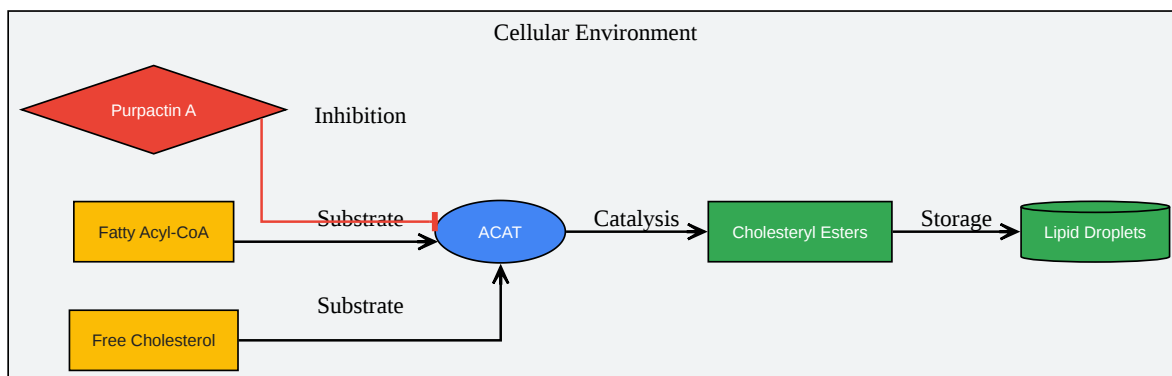 Cellular Environment
Purpactin A
Inhibition
Fatty Acyl-CoA
Substrate
ACAT
Catalysis
Cholesteryl Esters
Storage
Lipid Droplets
Substrate
Free Cholesterol